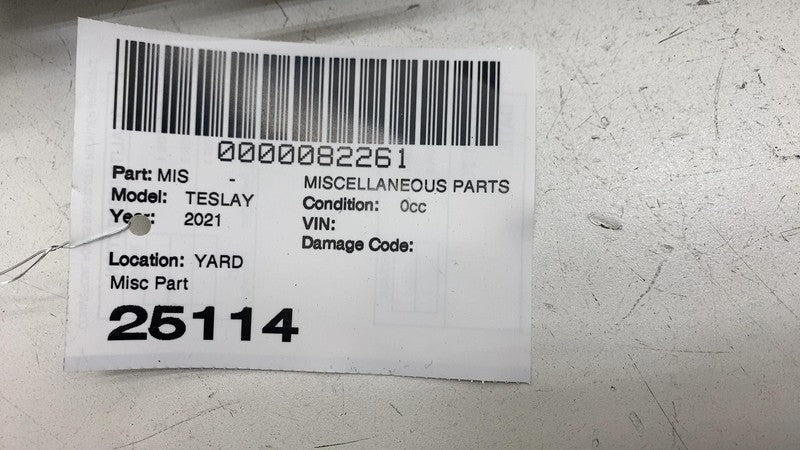 0000082261
Part: MIS - MISCELLANEOUS PARTS
Model: TESLAY Condition: 0cc
Year: 2021 VIN:
Damage Code:
Location: YARD
Misc Part
25114